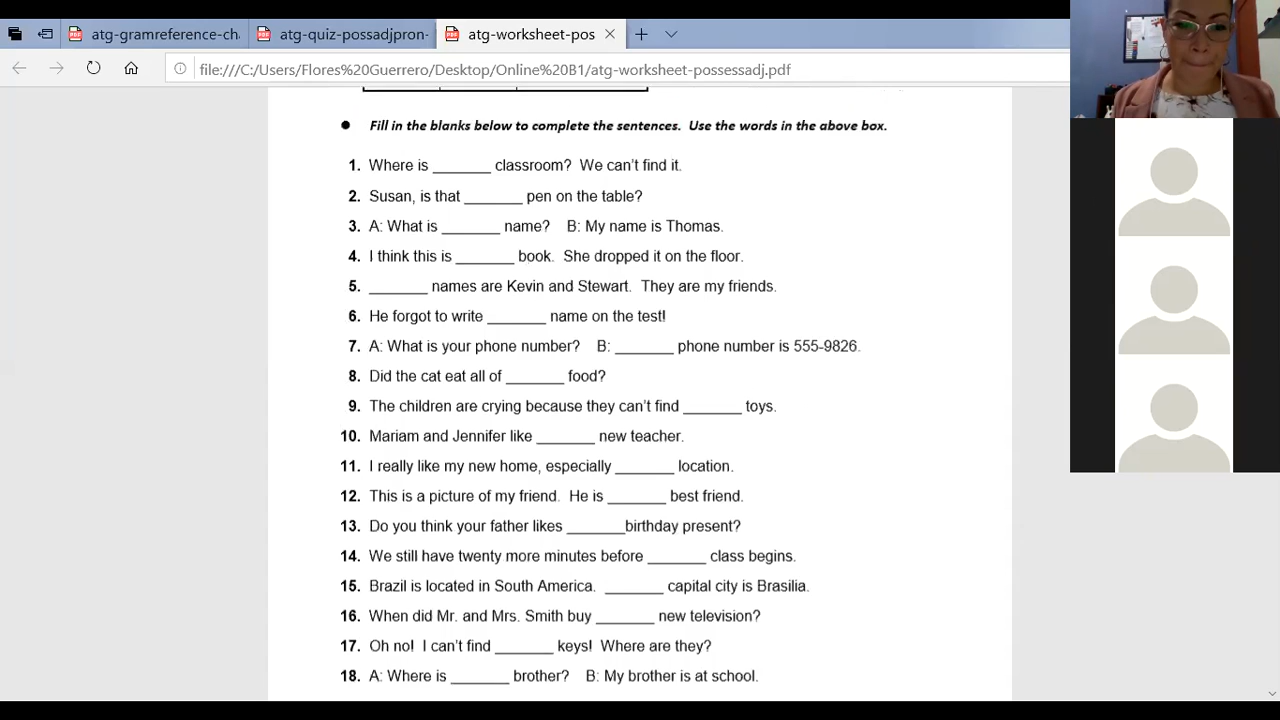 atg-gramreference-ch
atg-quiz-possadjpron-
atg-worksheet-pos
file:///C:/Users/Flores%20Guerrero/Desktop/Online%20B1/atg-worksheet-possessadj.pdf
● Fill in the blanks below to complete the sentences. Use the words in the above box.
1. Where is _______ classroom? We can't find it.
2. Susan, is that _______ pen on the table?
3. A: What is _______ name? B: My name is Thomas.
4. I think this is _______ book. She dropped it on the floor.
5. _______ names are Kevin and Stewart. They are my friends.
6. He forgot to write _______ name on the test!
7. A: What is your phone number? B: _______ phone number is 555-9826.
8. Did the cat eat all of _______ food?
9. The children are crying because they can't find _______ toys.
10. Mariam and Jennifer like _______ new teacher.
11. I really like my new home, especially _______ location.
12. This is a picture of my friend. He is _______ best friend.
13. Do you think your father likes _______birthday present?
14. We still have twenty more minutes before _______ class begins.
15. Brazil is located in South America. _______ capital city is Brasilia.
16. When did Mr. and Mrs. Smith buy _______ new television?
17. Oh no! I can't find _______ keys! Where are they?
18. A: Where is _______ brother? B: My brother is at school.